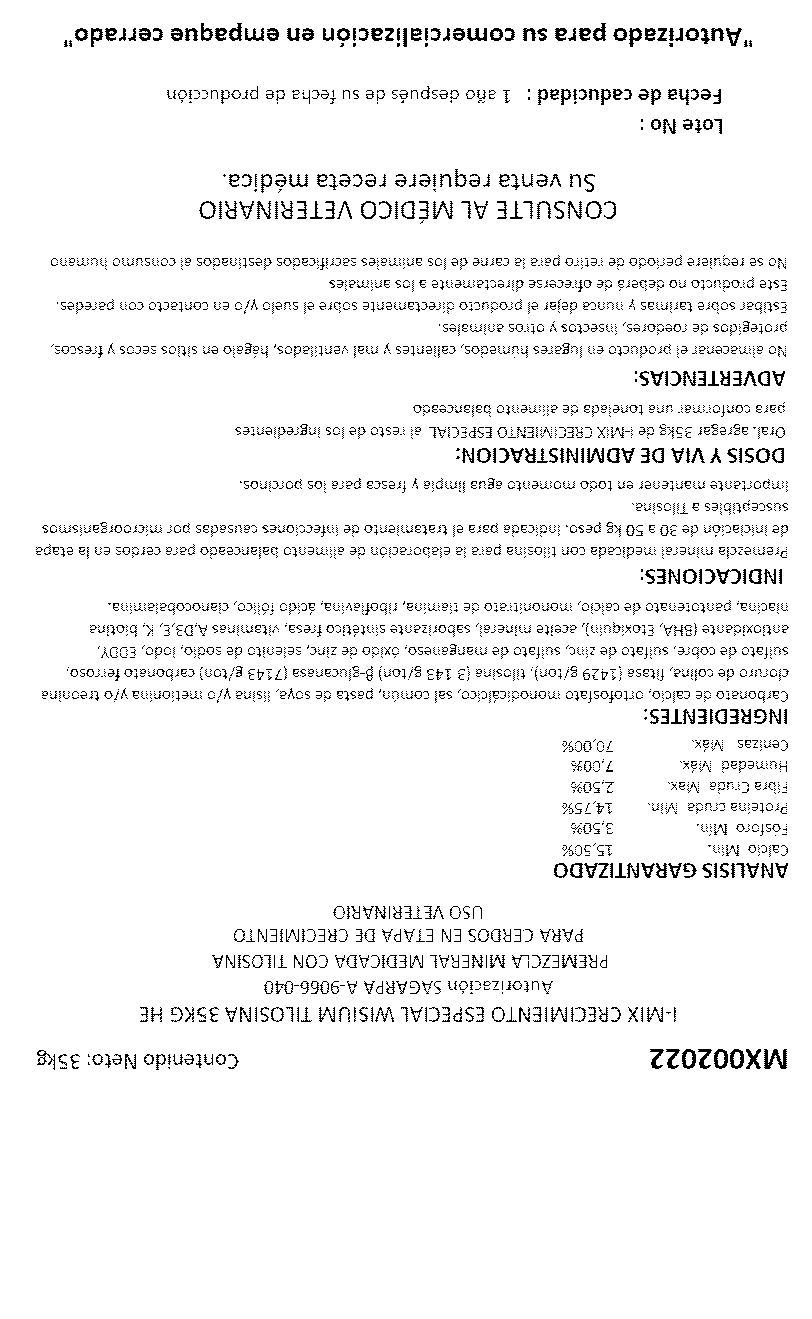 MX002022 Contenido Neto: 35kg
I-MIX CRECIMIENTO ESPECIAL WISIUM TILOSINA 35KG HE
Autorización SAGARPA A-9066-040
PREMEZCLA MINERAL MEDICADA CON TILOSINA
PARA CERDOS EN ETAPA DE CRECIMIENTO
USO VETERINARIO
ANALISIS GARANTIZADO
Calcio Mín. 15,50%
Fósforo Mín. 3,50%
Proteína cruda Mín. 14,75%
Fibra Cruda Max. 2,50%
Humedad Máx. 7,00%
Cenizas Máx. 70,00%
INGREDIENTES:
Carbonato de calcio, ortofosfato monodicálcico, sal común, pasta de soya, lisina y/o metionina y/o treonina
cloruro de colina, fitasa (1429 g/ton), tilosina (3 143 g/ton) β-glucanasa (7143 g/ton) carbonato ferroso,
sulfato de cobre, sulfato de zinc, sulfato de manganeso, óxido de zinc, selenito de sodio, Iodo, EDDY,
antioxidante (BHA, Etoxiquin), aceite mineral, saborizante sintético fresa, vitaminas A,D3,E, K, biotina
niacina, pantotenato de calcio, mononitrato de tiamina, riboflavina, ácido fólico, cianocobalamina.
INDICACIONES:
Premezcla mineral medicada con tilosina para la elaboración de alimento balanceado para cerdos en la etapa
de iniciación de 30 a 50 kg peso. Indicada para el tratamiento de infecciones causadas por microorganismos
susceptibles a Tilosina.
Importante mantener en todo momento agua limpia y fresca para los porcinos.
DOSIS Y VIA DE ADMINISTRACION:
Oral. agregar 35kg de I-MIX CRECIMIENTO ESPECIAL al resto de los ingredientes
para conformar una tonelada de alimento balanceado
ADVERTENCIAS:
No almacenar el producto en lugares húmedos, calientes y mal ventilados, hágalo en sitios secos y frescos,
protegidos de roedores, insectos y otros animales.
Estibar sobre tarimas y nunca dejar el producto directamente sobre el suelo y/o en contacto con paredes.
Este producto no deberá de ofrecerse directamente a los animales
No se requiere período de retiro para la carne de los animales sacrificados destinados al consumo humano
CONSULTE AL MÉDICO VETERINARIO
Su venta requiere receta médica.
Lote No :
Fecha de caducidad : 1 año después de su fecha de producción
"Autorizado para su comercialización en empaque cerrado"